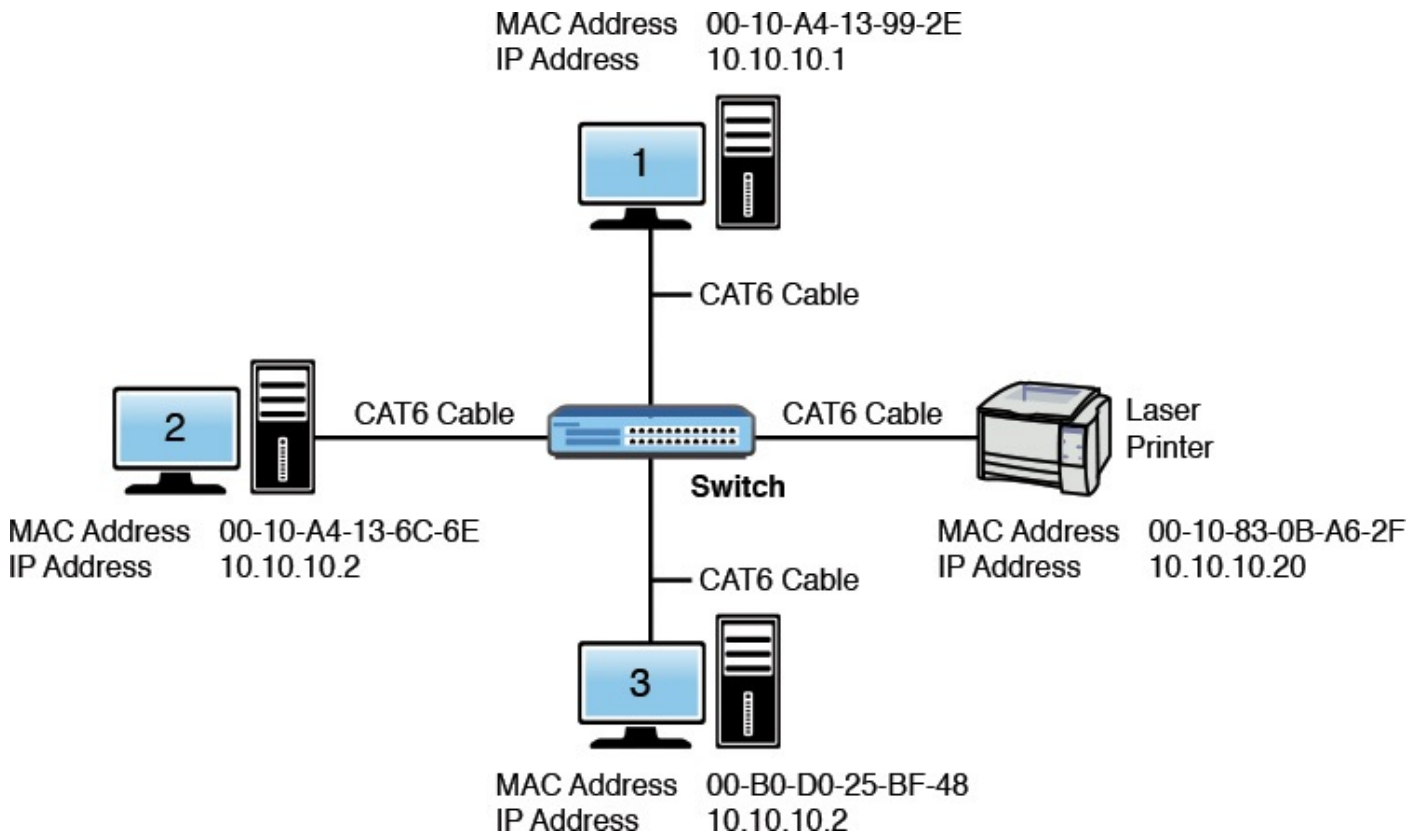 MAC Address 00-10-A4-13-99-2E
IP Address 10.10.10.1
1
CAT6 Cable
2
CAT6 Cable
CAT6 Cable
Laser
Printer
Switch
MAC Address 00-10-A4-13-6C-6E
IP Address 10.10.10.2
MAC Address 00-10-83-0B-A6-2F
IP Address 10.10.10.20
CAT6 Cable
3
MAC Address 00-B0-D0-25-BF-48
IP Address 10.10.10.2